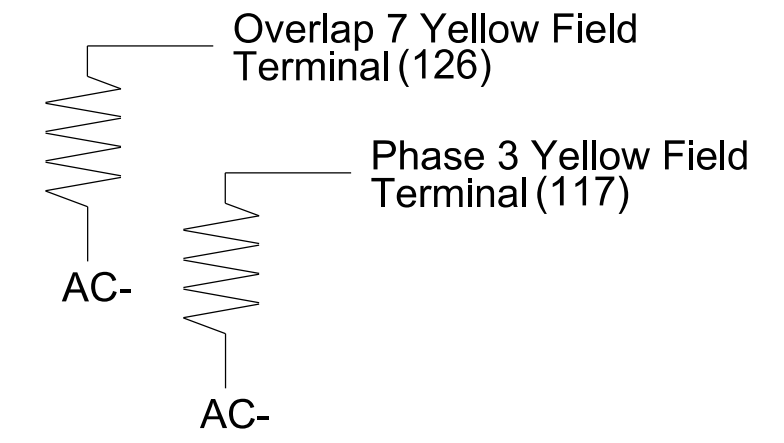 Overlap 7 Yellow Field
Terminal (126)
Phase 3 Yellow Field
Terminal (117)
AC-
AC-